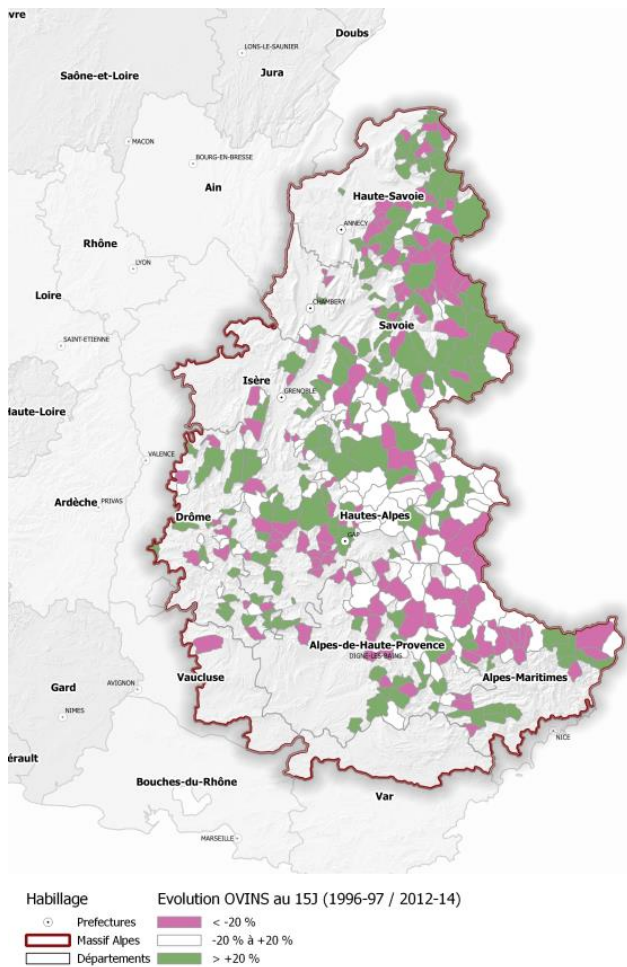 vre
Doubs
LONS-LE-SAUNIER
Saône-et-Loire
Jura
MACON
BOURG-EN-BRESSE
Ain
Haute-Savoie
ANNECY
Rhône
LYON
Loire
CHAMBERY
Savoie
SAINT-ETIENNE
Isère
GRENOBLE
Haute-Loire
VALENCE
Ardèche
PRIVAS
Drôme
Hautes-Alpes
GAP
Alpes-de-Haute-Provence
DIGNE-LES-BAINS
Vaucluse
Alpes-Maritimes
Gard
AVIGNON
NIMES
NICE
érault
Bouches-du-Rhône
Var
MARSEILLE
Habillage
Evolution OVINS au 15J (1996-97 / 2012-14)
Prefectures
< -20 %
Massif Alpes
-20 % à +20 %
Départements
> +20 %